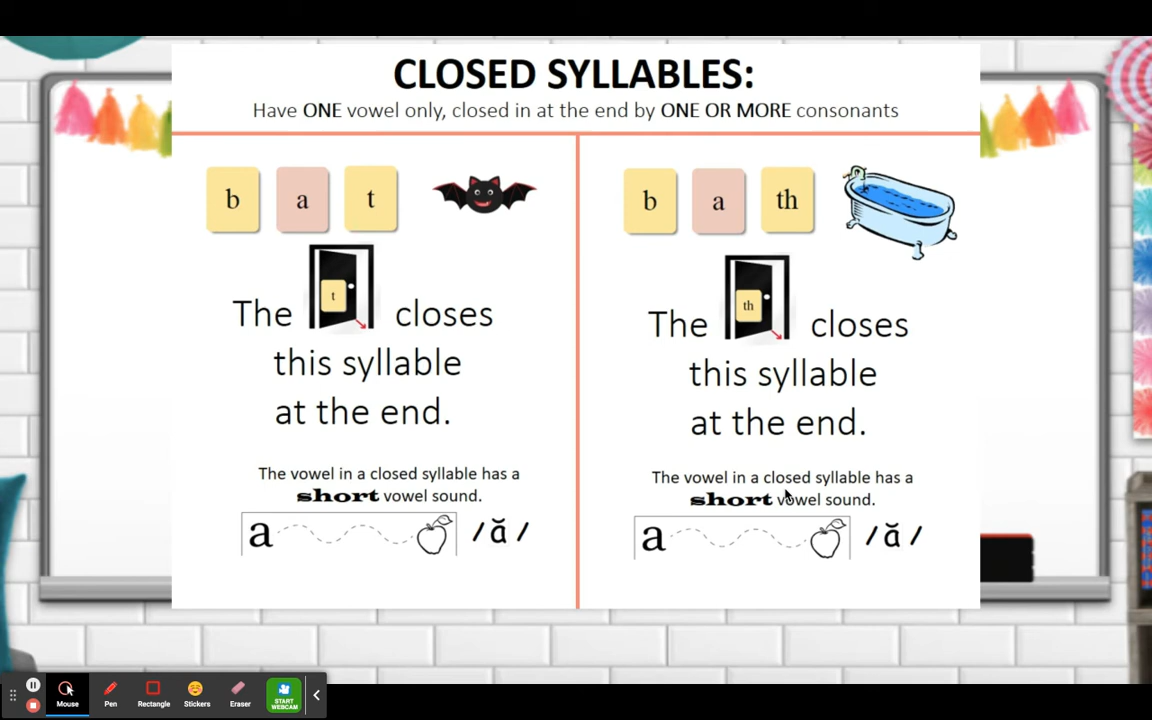 CLOSED SYLLABLES:
Have ONE vowel only, closed in at the end by ONE OR MORE consonants
b a t
t
The closes
this syllable
at the end.
The vowel in a closed syllable has a
short vowel sound.
a /ă/
b a th
th
The closes
this syllable
at the end.
The vowel in a closed syllable has a
short vowel sound.
a /ă/
Mouse Pen Rectangle Stickers Eraser START
WEBCAM